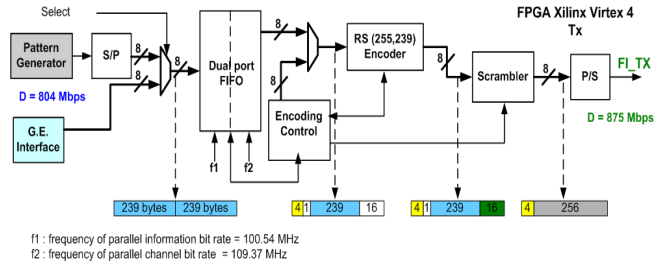 Select
FPGA Xilinx Virtex 4
Tx
Pattern
Generator
S/P
8
8
8
Dual port
FIFO
8
8
RS (255,239)
Encoder
8
Scrambler
8
P/S
FI_TX
D = 804 Mbps
D = 875 Mbps
G.E.
Interface
Encoding
Control
f1
f2
239 bytes
239 bytes
4 1 239 16
4 1 239 16
4 256
f1 : frequency of parallel information bit rate = 100.54 MHz
f2 : frequency of parallel channel bit rate = 109.37 MHz